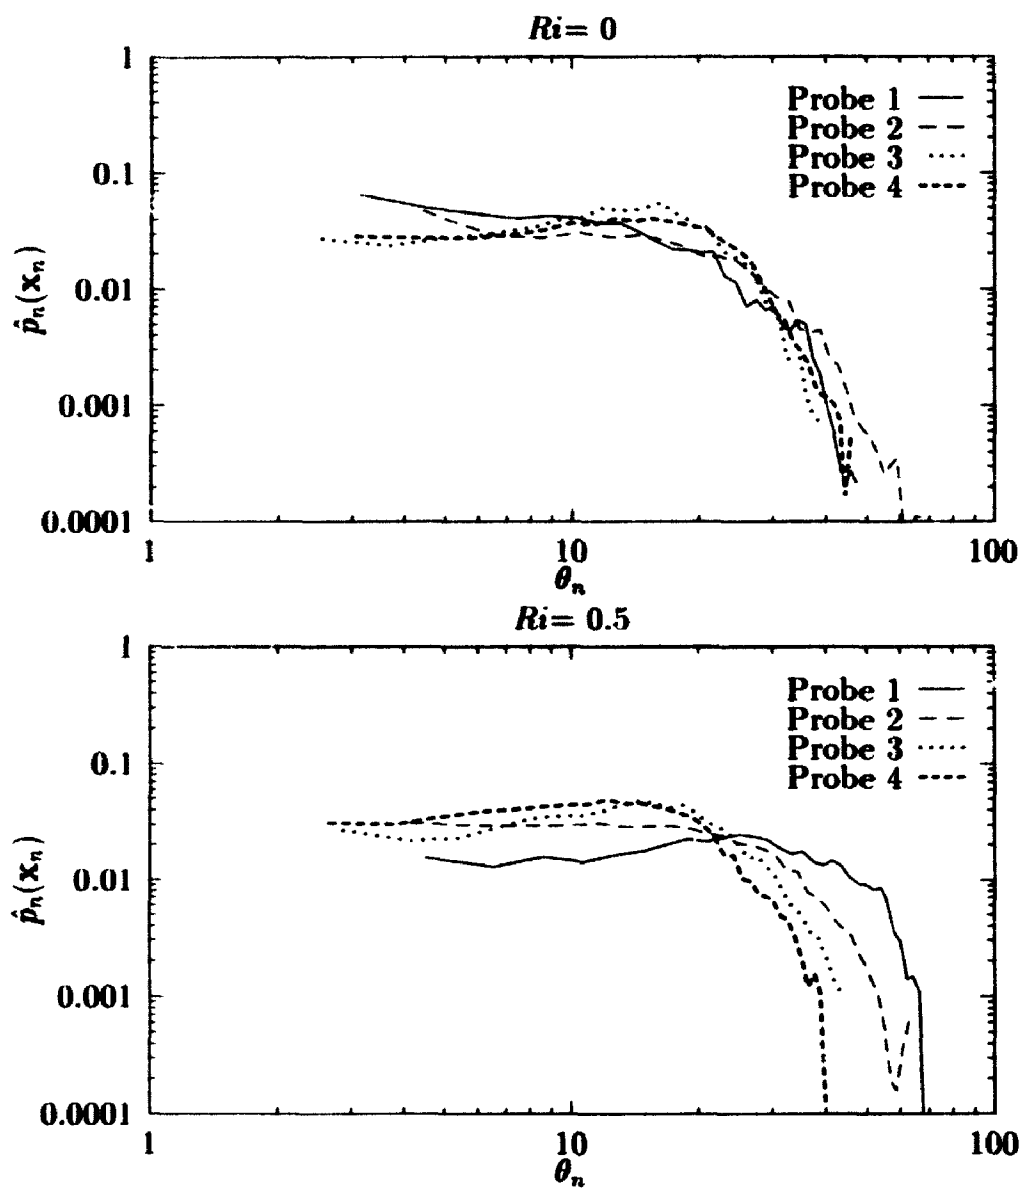 Ri= 0
1
0.1
0.01
0.001
0.0001
p̂n(xn)
Probe 1
Probe 2
Probe 3
Probe 4
1 10 100
θn
Ri= 0.5
1
0.1
0.01
0.001
0.0001
p̂n(xn)
Probe 1
Probe 2
Probe 3
Probe 4
1 10 100
θn